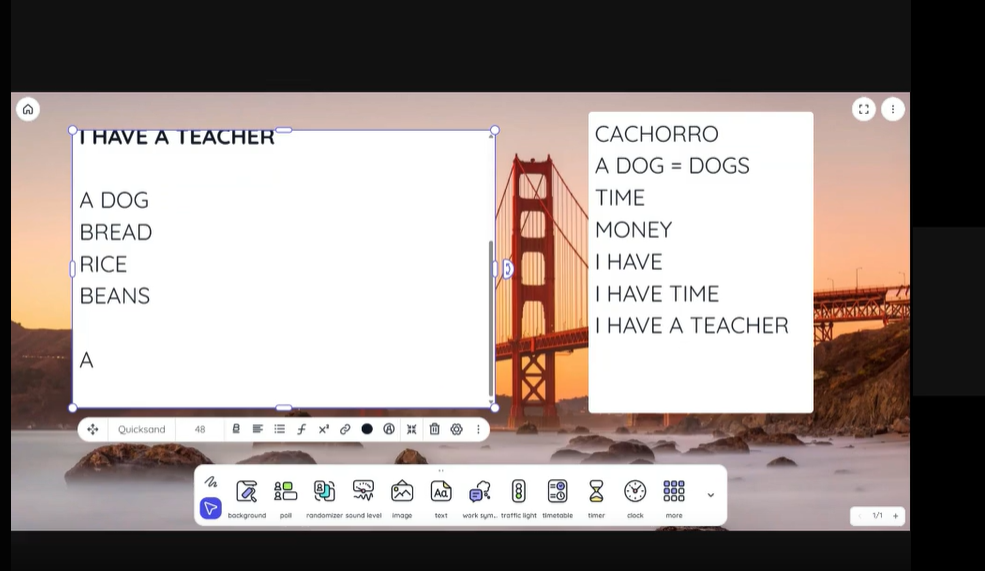 I HAVE A TEACHER
A DOG
BREAD
RICE
BEANS
A
CACHORRO
A DOG = DOGS
TIME
MONEY
I HAVE
I HAVE TIME
I HAVE A TEACHER
Quicksand 48
background poll randomizer sound level image text work sym... traffic light timetable timer clock more
1/1